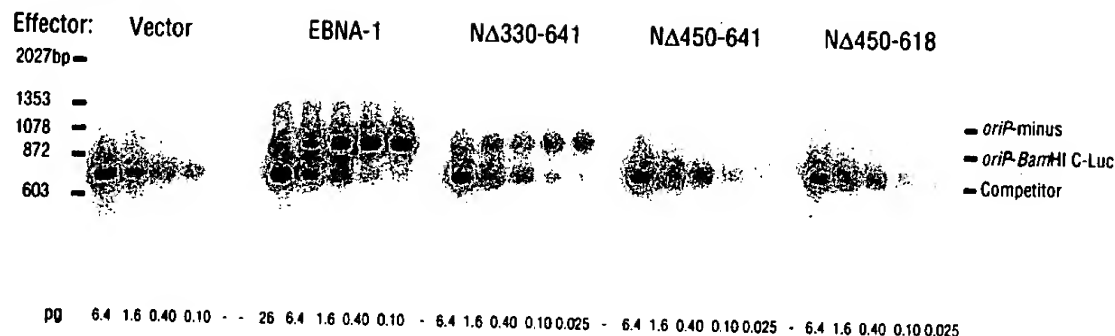 Effector: Vector EBNA-1 NΔ330-641 NΔ450-641 NΔ450-618
2027bp
1353
1078
872
603
oriP-minus
oriP-BamHI C-Luc
Competitor
pg 6.4 1.6 0.40 0.10 - - 26 6.4 1.6 0.40 0.10 - 6.4 1.6 0.40 0.10 0.025 - 6.4 1.6 0.40 0.10 0.025 - 6.4 1.6 0.40 0.10 0.025